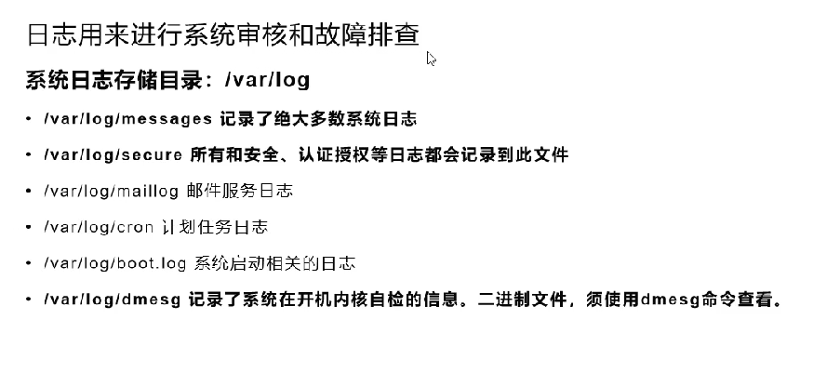 日志用来进行系统审核和故障排查
系统日志存储目录：/var/log
• /var/log/messages 记录了绝大多数系统日志
• /var/log/secure 所有和安全、认证授权等日志都会记录到此文件
• /var/log/maillog 邮件服务日志
• /var/log/cron 计划任务日志
• /var/log/boot.log 系统启动相关的日志
• /var/log/dmesg 记录了系统在开机内核自检的信息。二进制文件，须使用dmesg命令查看。